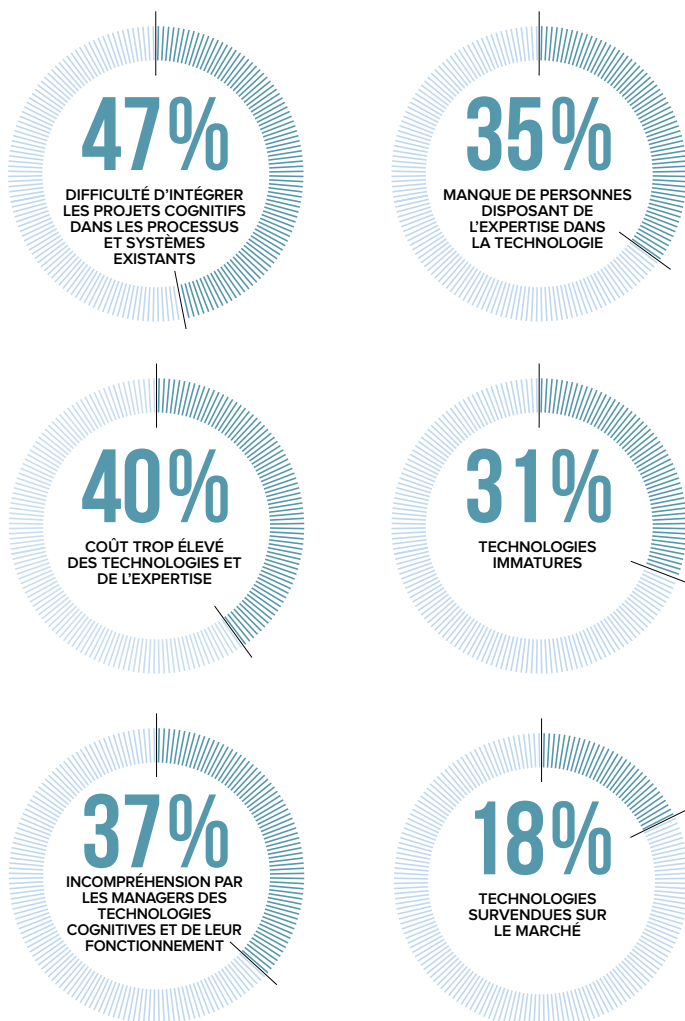 47%
DIFFICULTÉ D'INTÉGRER
LES PROJETS COGNITIFS
DANS LES PROCESSUS
ET SYSTÈMES
EXISTANTS
35%
MANQUE DE PERSONNES
DISPOSANT DE
L'EXPERTISE DANS
LA TECHNOLOGIE
40%
COÛT TROP ÉLEVÉ
DES TECHNOLOGIES ET
DE L'EXPERTISE
31%
TECHNOLOGIES
IMMATURES
37%
INCOMPRÉHENSION PAR
LES MANAGERS DES
TECHNOLOGIES
COGNITIVES ET DE LEUR
FONCTIONNEMENT
18%
TECHNOLOGIES
SURVENDUES SUR
LE MARCHÉ